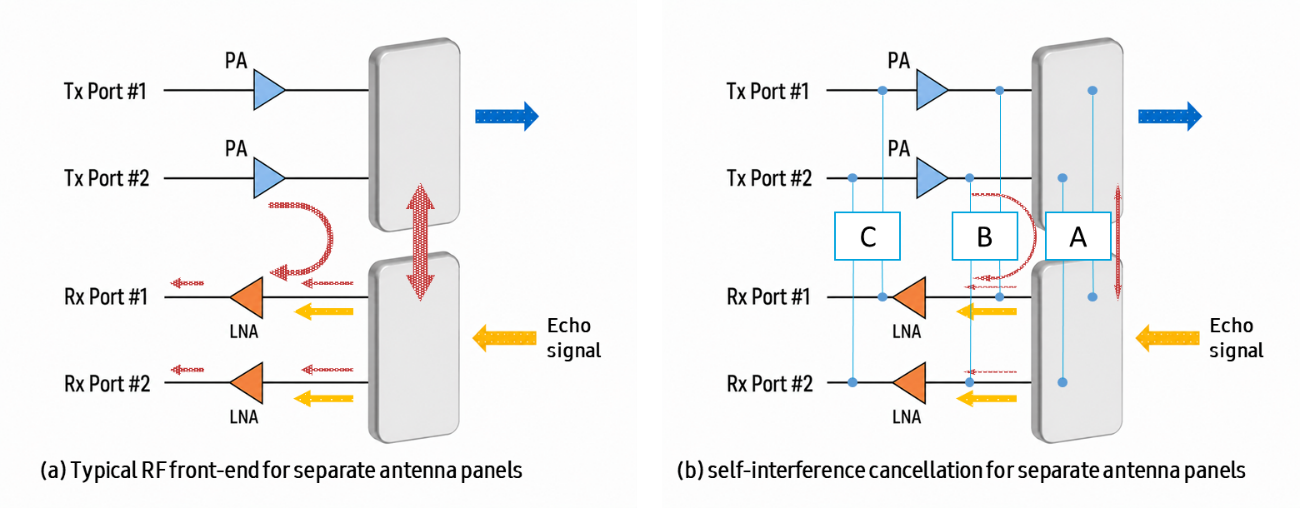 PA
Tx Port #1
PA
Tx Port #2
Rx Port #1
LNA
Echo
signal
Rx Port #2
LNA
(a) Typical RF front-end for separate antenna panels
PA
Tx Port #1
PA
Tx Port #2
C
B
A
Rx Port #1
LNA
Echo
signal
Rx Port #2
LNA
(b) self-interference cancellation for separate antenna panels